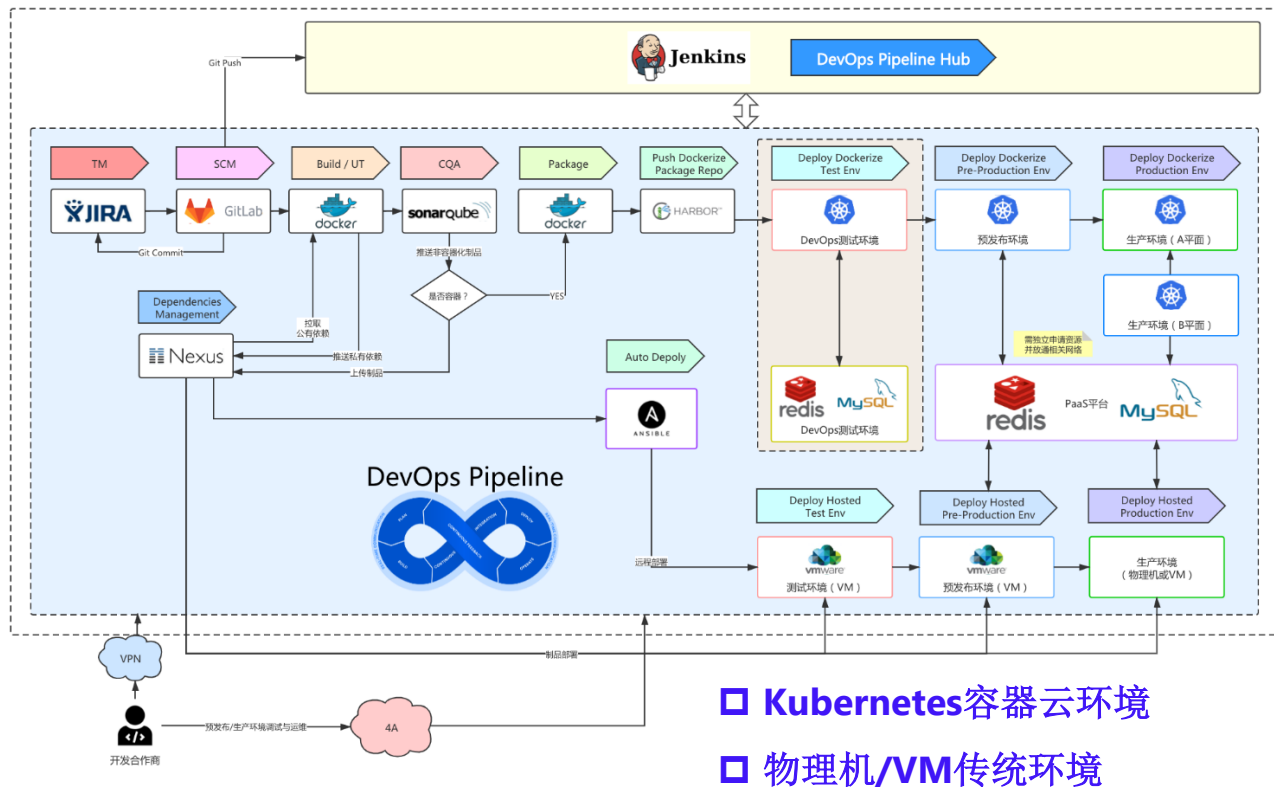 Git Push
Jenkins
DevOps Pipeline Hub
TM
SCM
Build / UT
CQA
Package
Push Dockerize
Package Repo
Deploy Dockerize
Test Env
Deploy Dockerize
Pre-Production Env
Deploy Dockerize
Production Env
JIRA
GitLab
docker
sonarqube
docker
HARBOR™
DevOps测试环境
预发布环境
生产环境（A平面）
Git Commit
推送非容器化制品
是否容器？
YES
生产环境（B平面）
Dependencies
Management
拉取
公有依赖
Nexus
推送私有依赖
上传制品
需独立申请资源
并放通相关网络
Auto Depoly
ANSIBLE
redis
MySQL
DevOps测试环境
redis
PaaS平台
MySQL
DevOps Pipeline
Deploy Hosted
Test Env
Deploy Hosted
Pre-Production Env
Deploy Hosted
Production Env
远程部署
vmware
测试环境（VM）
vmware
预发布环境（VM）
生产环境
（物理机或VM）
VPN
制品部署
预发布/生产环境调试与运维
4A
开发合作商
Kubernetes容器云环境
物理机/VM传统环境